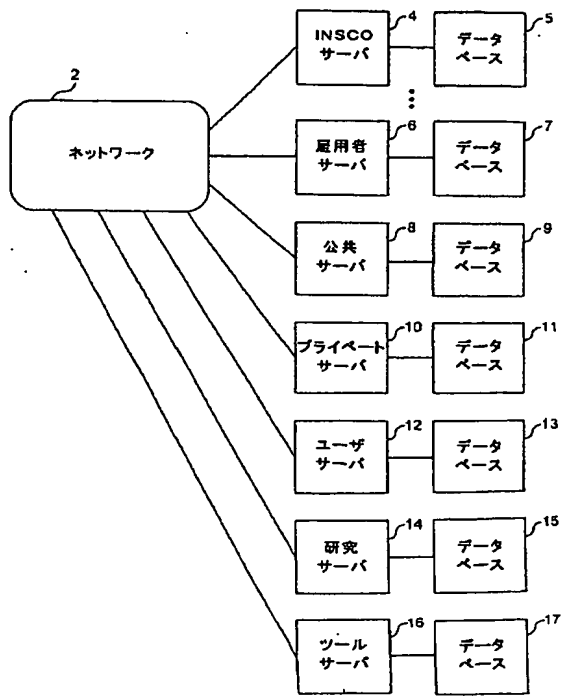 2
ネットワーク
INSCO
サーバ
4
データ
ベース
5
雇用者
サーバ
6
データ
ベース
7
公共
サーバ
8
データ
ベース
9
プライベート
サーバ
10
データ
ベース
11
ユーザ
サーバ
12
データ
ベース
13
研究
サーバ
14
データ
ベース
15
ツール
サーバ
16
データ
ベース
17